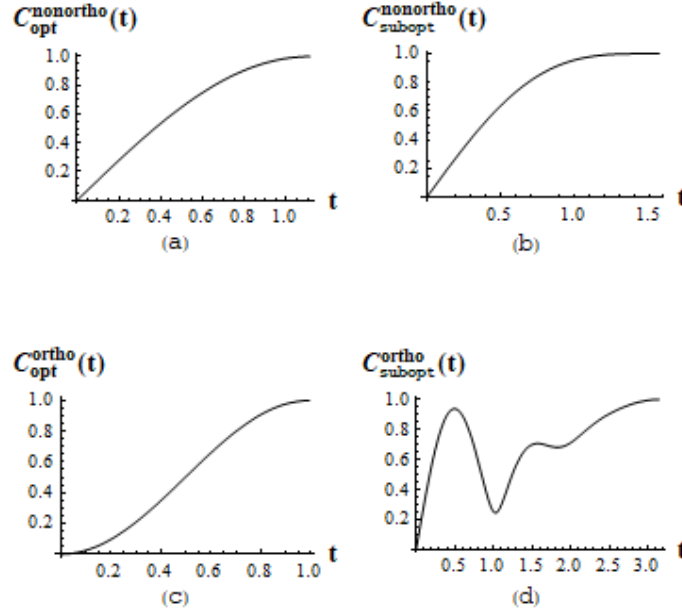 C_opt^nonortho(t) C_subopt^nonortho(t)
1.0 1.0
0.8 0.8
0.6 0.6
0.4 0.4
0.2 0.2
0.2 0.4 0.6 0.8 1.0 t 0.5 1.0 1.5 t
(a) (b)
C_opt^ortho(t) C_subopt^ortho(t)
1.0 1.0
0.8 0.8
0.6 0.6
0.4 0.4
0.2 0.2
0.2 0.4 0.6 0.8 1.0 t 0.5 1.0 1.5 2.0 2.5 3.0 t
(c) (d)